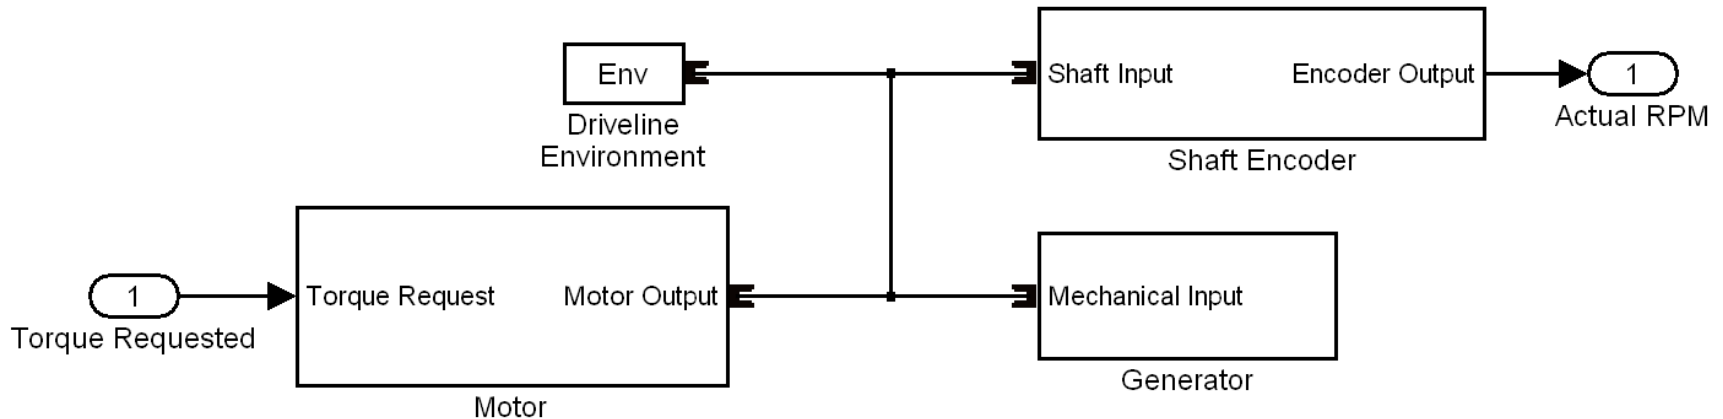 Env
Driveline
Environment
Shaft Input
Encoder Output
Shaft Encoder
1
Actual RPM
1
Torque Requested
Torque Request
Motor Output
Motor
Mechanical Input
Generator